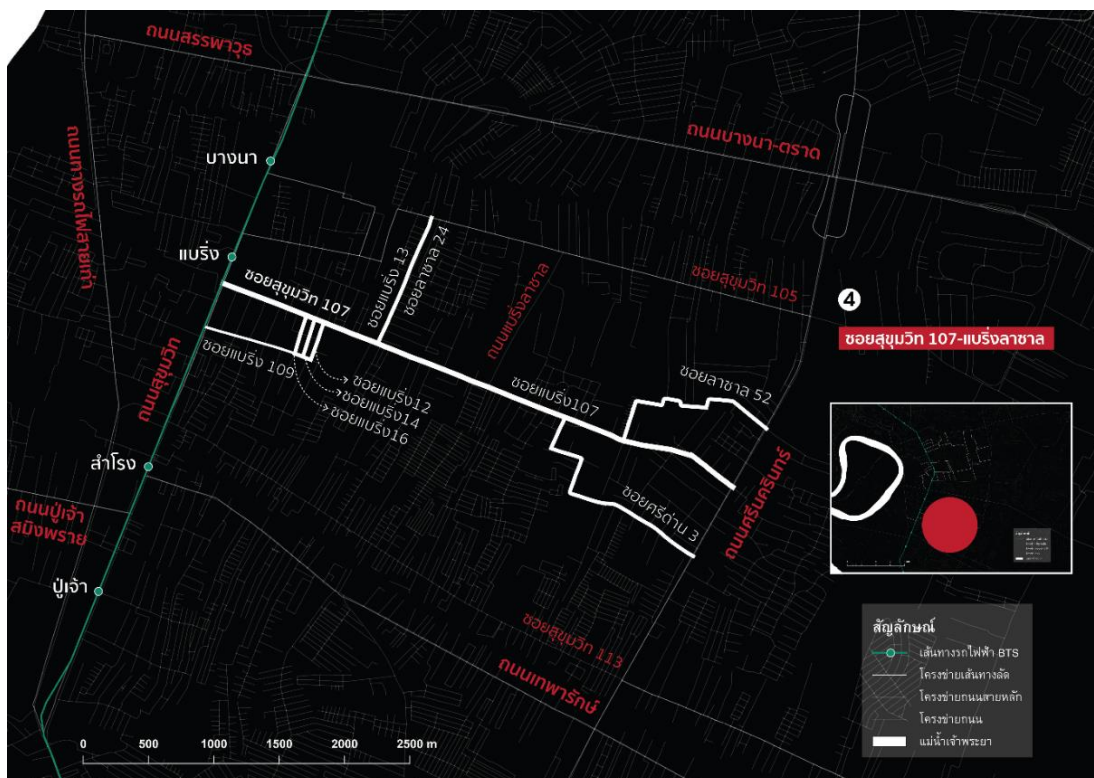 ถนนสรรพาวุธ
ถนนทางรถไฟสายเก่า
บางนา
ถนนบางนา-ตราด
แบริ่ง
ซอยสุขุมวิท 107
ซอยแบริ่ง 13
ซอยลาซาล 24
ถนนแบริ่งลาซาล
ซอยสุขุมวิท 105
4
ซอยสุขุมวิท 107-แบริ่งลาซาล
ถนนสุขุมวิท
ซอยแบริ่ง 109
ซอยแบริ่ง12
ซอยแบริ่ง14
ซอยแบริ่ง16
ซอยแบริ่ง107
ซอยลาซาล 52
สำโรง
ถนนปู่เจ้า
สมิงพราย
ซอยศรีด่าน 3
ถนนศรีนครินทร์
ปู่เจ้า
ซอยสุขุมวิท 113
ถนนเทพารักษ์
สัญลักษณ์
เส้นทางรถไฟฟ้า BTS
โครงข่ายเส้นทางลัด
โครงข่ายถนนสายหลัก
โครงข่ายถนน
แม่น้ำเจ้าพระยา
0 500 1000 1500 2000 2500 m